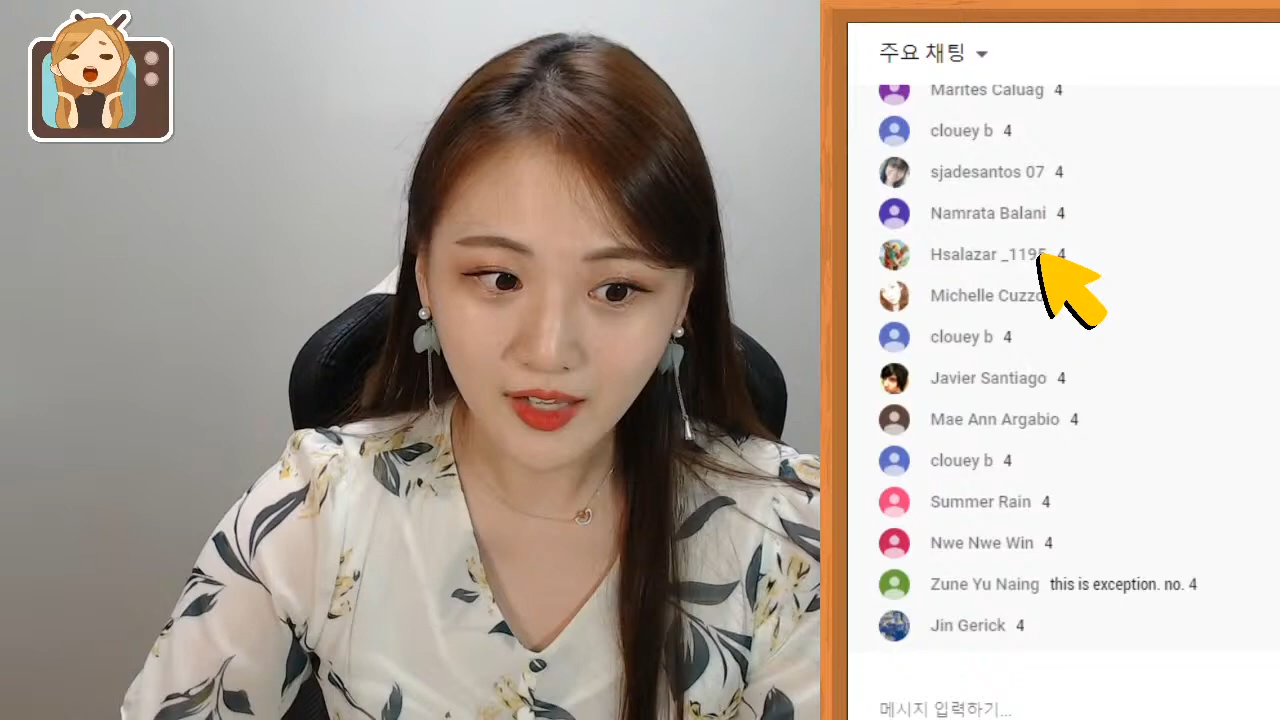 주요 채팅
Marites Caluag 4
clouey b 4
sjadesantos 07 4
Namrata Balani 4
Hsalazar _1195 4
Michelle Cuzzo
clouey b 4
Javier Santiago 4
Mae Ann Argabio 4
clouey b 4
Summer Rain 4
Nwe Nwe Win 4
Zune Yu Naing this is exception. no. 4
Jin Gerick 4
메시지 입력하기...